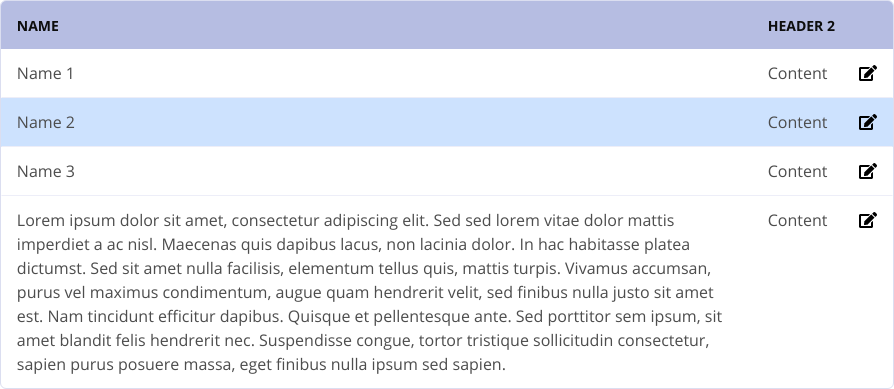 NAME HEADER 2
Name 1 Content
Name 2 Content
Name 3 Content
Lorem ipsum dolor sit amet, consectetur adipiscing elit. Sed sed lorem vitae dolor mattis Content
imperdiet a ac nisl. Maecenas quis dapibus lacus, non lacinia dolor. In hac habitasse platea
dictumst. Sed sit amet nulla facilisis, elementum tellus quis, mattis turpis. Vivamus accumsan,
purus vel maximus condimentum, augue quam hendrerit velit, sed finibus nulla justo sit amet
est. Nam tincidunt efficitur dapibus. Quisque et pellentesque ante. Sed porttitor sem ipsum, sit
amet blandit felis hendrerit nec. Suspendisse congue, tortor tristique sollicitudin consectetur,
sapien purus posuere massa, eget finibus nulla ipsum sed sapien.